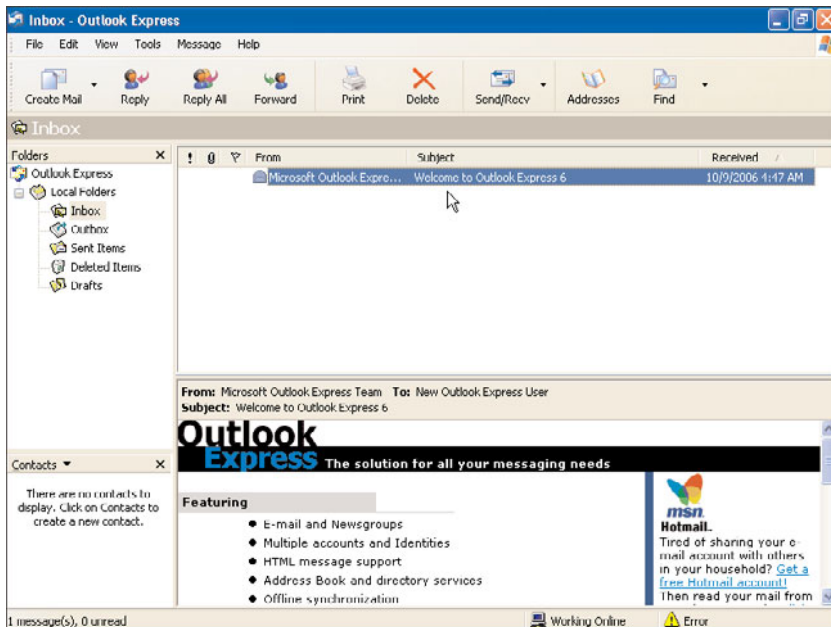 Inbox - Outlook Express
File Edit View Tools Message Help
Create Mail Reply Reply All Forward Print Delete Send/Recv Addresses Find
Inbox
Folders
! From Subject Received
Outlook Express
Microsoft Outlook Expre... Welcome to Outlook Express 6 10/9/2006 4:47 AM
Local Folders
Inbox
Outbox
Sent Items
Deleted Items
Drafts
From: Microsoft Outlook Express Team To: New Outlook Express User
Subject: Welcome to Outlook Express 6
Outlook
Express The solution for all your messaging needs
Contacts
There are no contacts to
display. Click on Contacts to
create a new contact.
Featuring
● E-mail and Newsgroups
● Multiple accounts and Identities
● HTML message support
● Address Book and directory services
● Offline synchronization
msn
Hotmail.
Tired of sharing your e-
mail account with others
in your household? Get a
free Hotmail account!
Then read your mail from
1 message(s), 0 unread Working Online Error